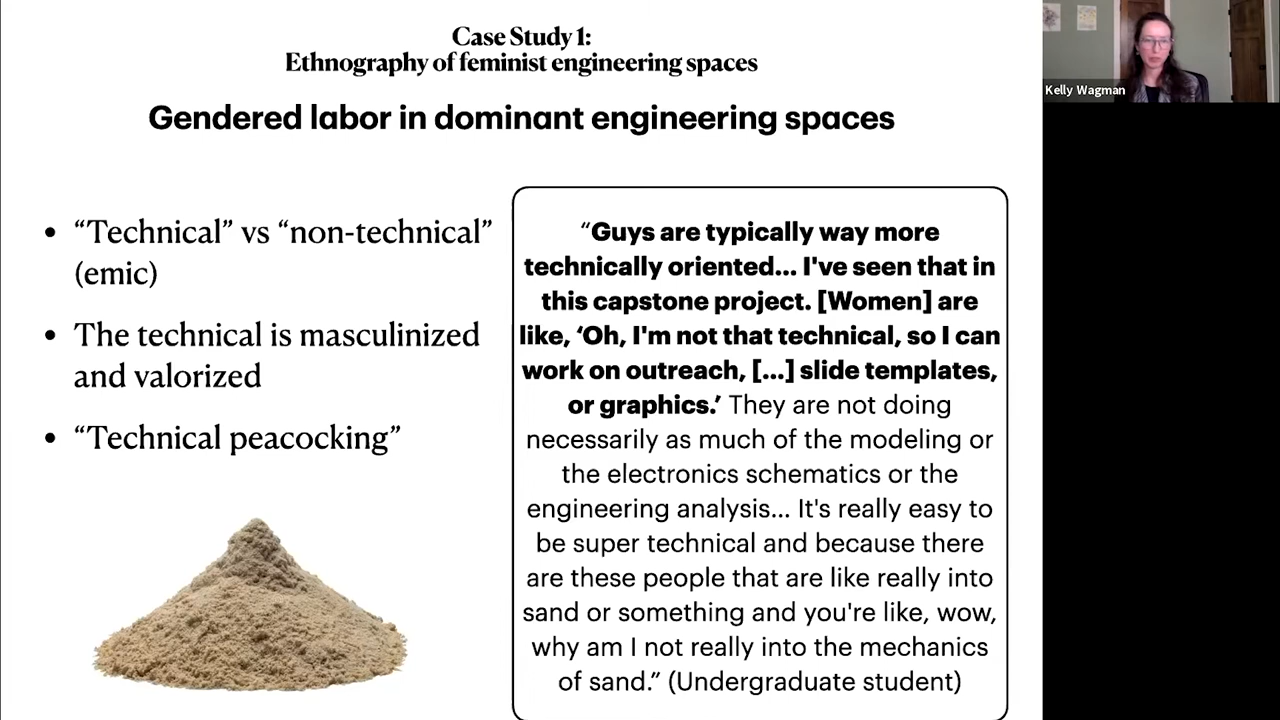 Case Study 1:
Ethnography of feminist engineering spaces
Gendered labor in dominant engineering spaces
• “Technical” vs “non-technical”
(emic)
• The technical is masculinized
and valorized
• “Technical peacocking”
“Guys are typically way more
technically oriented... I've seen that in
this capstone project. [Women] are
like, ‘Oh, I'm not that technical, so I can
work on outreach, [...] slide templates,
or graphics.’ They are not doing
necessarily as much of the modeling or
the electronics schematics or the
engineering analysis... It's really easy to
be super technical and because there
are these people that are like really into
sand or something and you're like, wow,
why am I not really into the mechanics
of sand.” (Undergraduate student)
Kelly Wagman